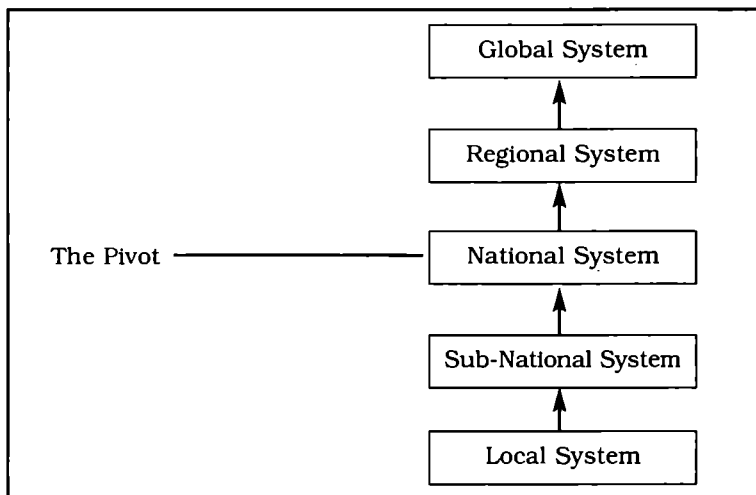 Global System
Regional System
The Pivot
National System
Sub-National System
Local System